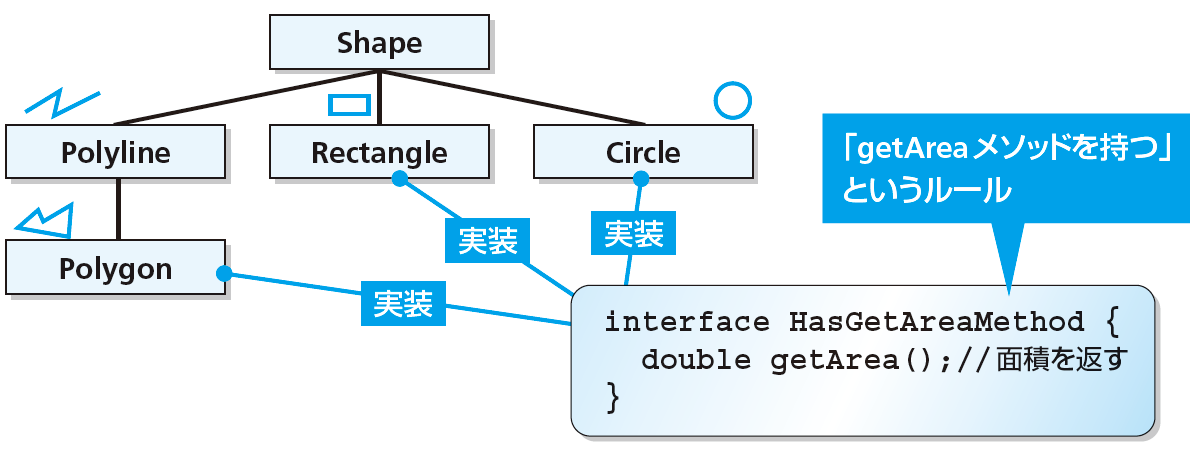 Shape
Polyline
Rectangle
Circle
「getAreaメソッドを持つ」
というルール
実装
実装
Polygon
実装
interface HasGetAreaMethod {
double getArea();//面積を返す
}